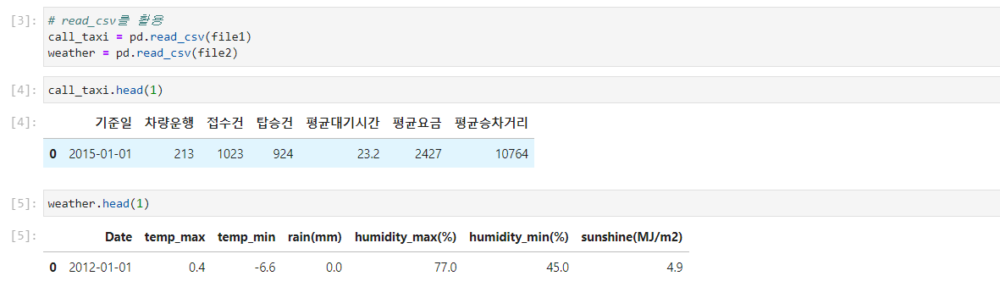 [3]: # read_csv를 활용
call_taxi = pd.read_csv(file1)
weather = pd.read_csv(file2)
[4]: call_taxi.head(1)
[4]: 기준일 차량운행 접수건 탑승건 평균대기시간 평균요금 평균승차거리
0 2015-01-01 213 1023 924 23.2 2427 10764
[5]: weather.head(1)
[5]: Date temp_max temp_min rain(mm) humidity_max(%) humidity_min(%) sunshine(MJ/m2)
0 2012-01-01 0.4 -6.6 0.0 77.0 45.0 4.9